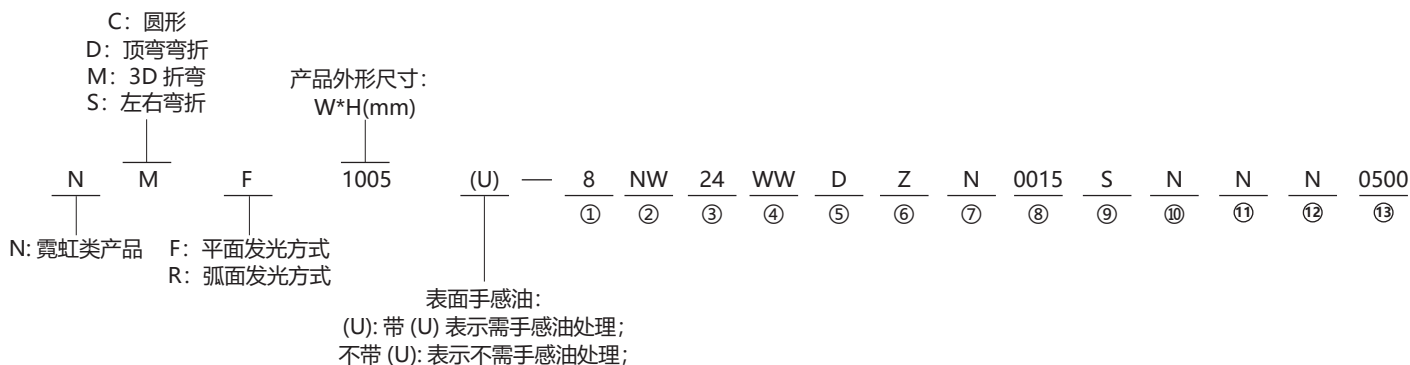 C：圆形
D：顶弯弯折
M：3D 折弯
S：左右弯折
产品外形尺寸：
W*H(mm)
N M F 1005 (U) — 8 NW 24 WW D Z N 0015 S N N N 0500
① ② ③ ④ ⑤ ⑥ ⑦ ⑧ ⑨ ⑩ ⑪ ⑫ ⑬
N: 霓虹类产品
F：平面发光方式
R：弧面发光方式
表面手感油：
(U): 带 (U) 表示需手感油处理；
不带 (U): 表示不需手感油处理；